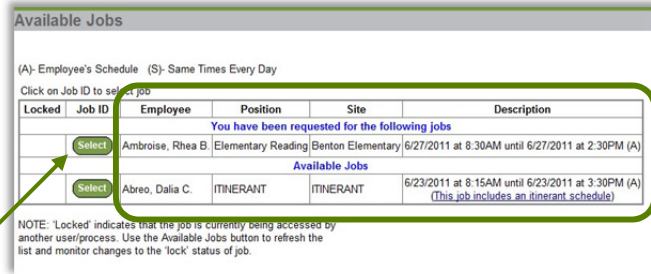 Available Jobs
(A)- Employee's Schedule (S)- Same Times Every Day
Click on Job ID to select job
Locked Job ID Employee Position Site Description
You have been requested for the following jobs
Select Ambroise, Rhea B. Elementary Reading Benton Elementary 6/27/2011 at 8:30AM until 6/27/2011 at 2:30PM (A)
Available Jobs
Select Abreo, Dalia C. ITINERANT ITINERANT 6/23/2011 at 8:15AM until 6/23/2011 at 3:30PM (A)
(This job includes an itinerant schedule)
NOTE: 'Locked' indicates that the job is currently being accessed by
another user/process. Use the Available Jobs button to refresh the
list and monitor changes to the 'lock' status of job.